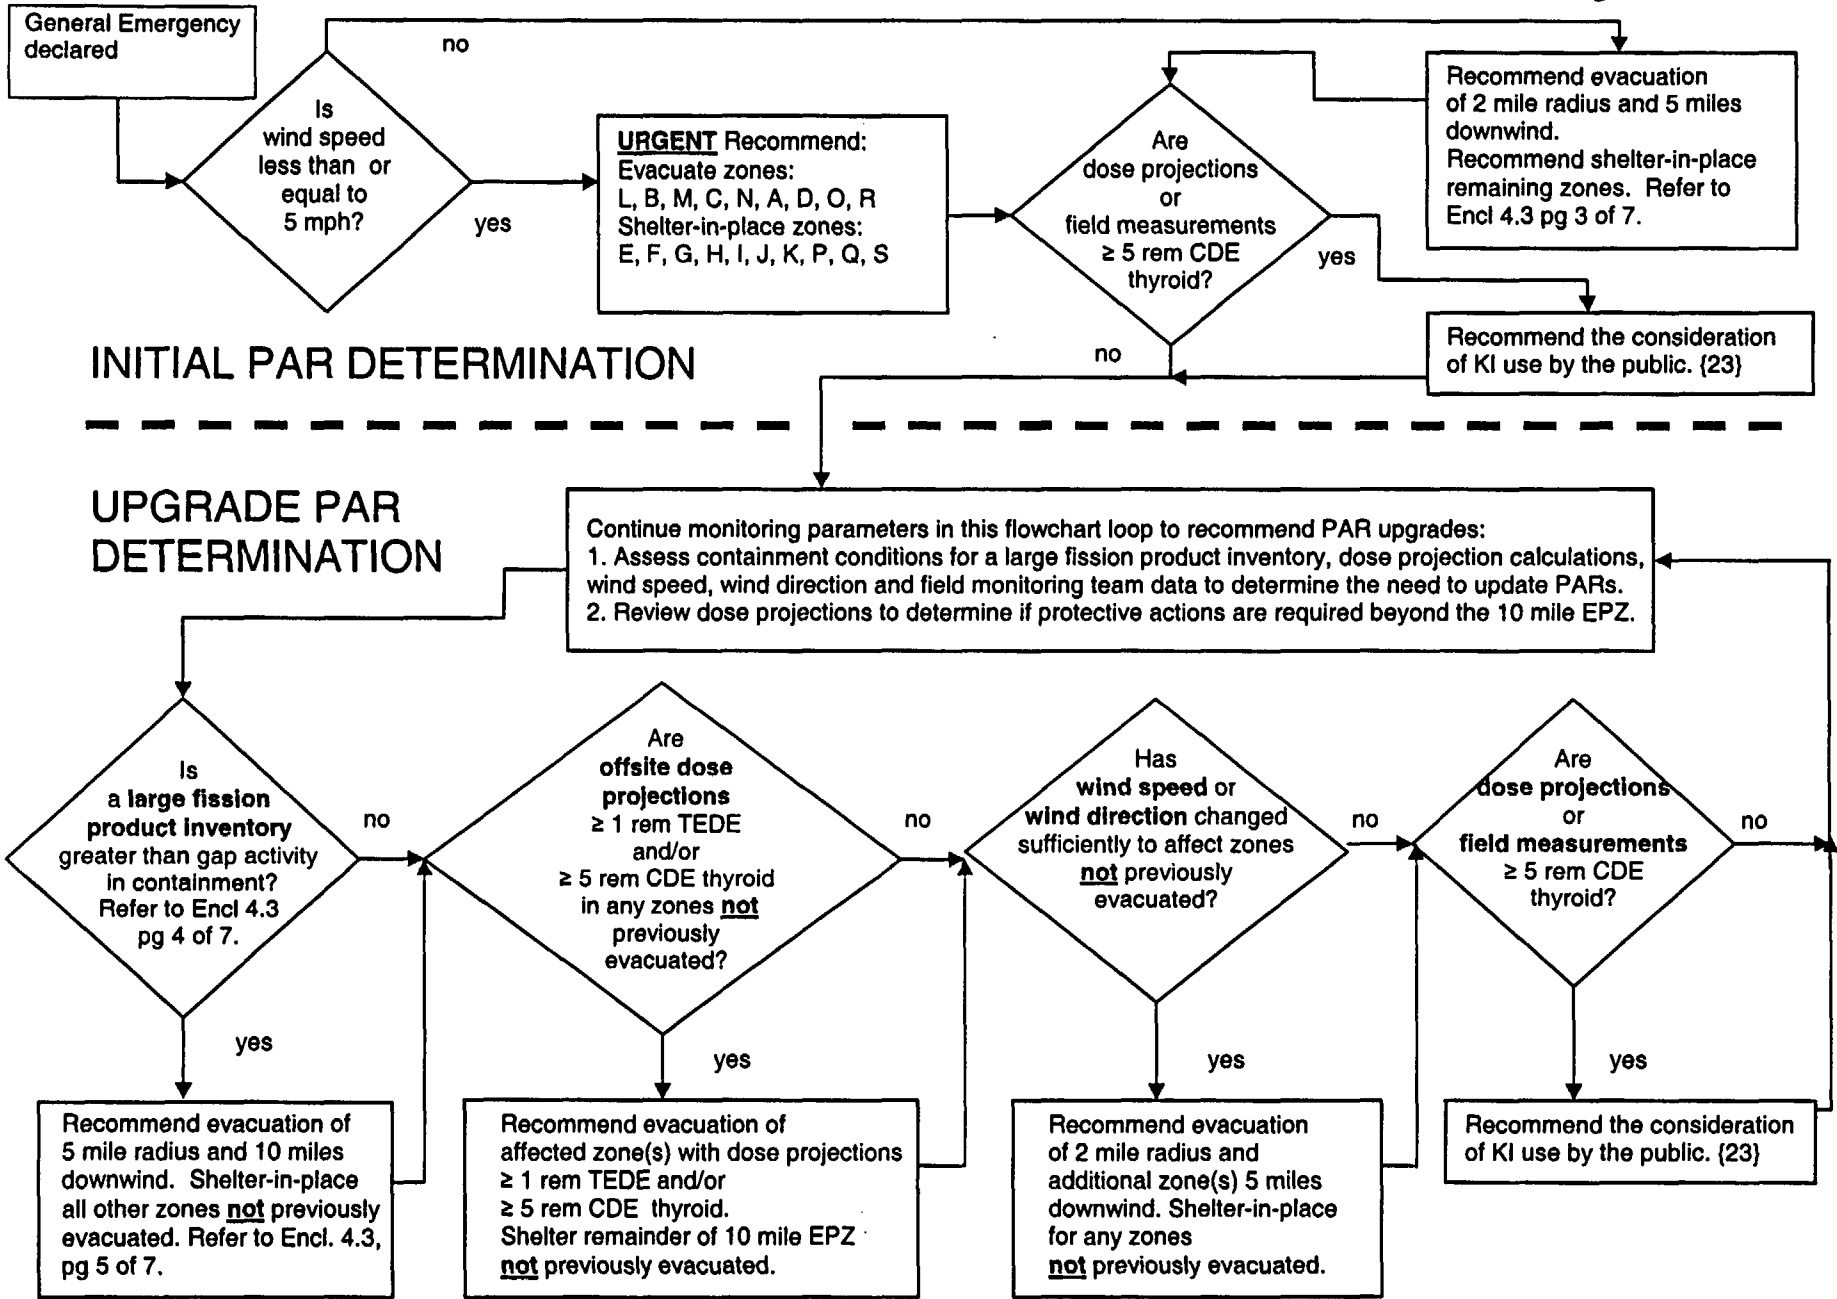 General Emergency
declared
no
Is
wind speed
less than or
equal to
5 mph?
yes
URGENT Recommend:
Evacuate zones:
L, B, M, C, N, A, D, O, R
Shelter-in-place zones:
E, F, G, H, I, J, K, P, Q, S
Are
dose projections
or
field measurements
≥ 5 rem CDE
thyroid?
yes
no
Recommend evacuation
of 2 mile radius and 5 miles
downwind.
Recommend shelter-in-place
remaining zones. Refer to
Encl 4.3 pg 3 of 7.
Recommend the consideration
of KI use by the public. {23}
INITIAL PAR DETERMINATION
UPGRADE PAR
DETERMINATION
Continue monitoring parameters in this flowchart loop to recommend PAR upgrades:
1. Assess containment conditions for a large fission product inventory, dose projection calculations,
wind speed, wind direction and field monitoring team data to determine the need to update PARs.
2. Review dose projections to determine if protective actions are required beyond the 10 mile EPZ.
Is
a large fission
product inventory
greater than gap activity
in containment?
Refer to Encl 4.3
pg 4 of 7.
no
yes
Recommend evacuation of
5 mile radius and 10 miles
downwind. Shelter-in-place
all other zones not previously
evacuated. Refer to Encl. 4.3,
pg 5 of 7.
Are
offsite dose
projections
≥ 1 rem TEDE
and/or
≥ 5 rem CDE thyroid
in any zones not
previously
evacuated?
no
yes
Recommend evacuation of
affected zone(s) with dose projections
≥ 1 rem TEDE and/or
≥ 5 rem CDE thyroid.
Shelter remainder of 10 mile EPZ
not previously evacuated.
Has
wind speed or
wind direction changed
sufficiently to affect zones
not previously
evacuated?
no
yes
Recommend evacuation
of 2 mile radius and
additional zone(s) 5 miles
downwind. Shelter-in-place
for any zones
not previously evacuated.
Are
dose projections
or
field measurements
≥ 5 rem CDE
thyroid?
no
yes
Recommend the consideration
of KI use by the public. {23}